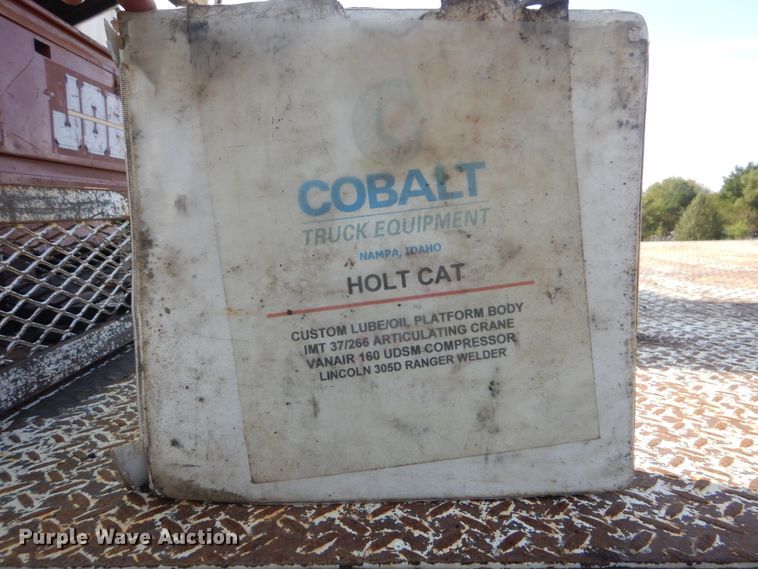 JOB
C
COBALT
TRUCK EQUIPMENT
NAMPA, IDAHO
HOLT CAT
CUSTOM LUBE/OIL PLATFORM BODY
IMT 37/266 ARTICULATING CRANE
VANAIR 160 UDSM COMPRESSOR
LINCOLN 305D RANGER WELDER
Purple Wave Auction